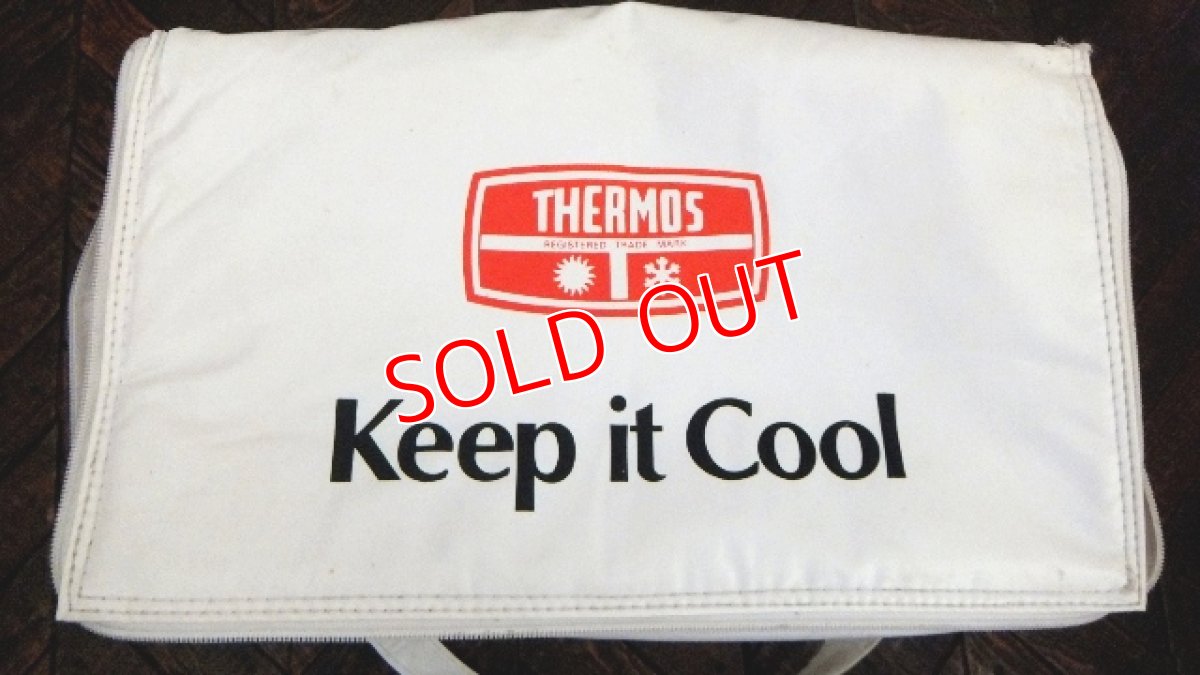 THERMOS
REGISTERED TRADE MARK
SOLD OUT
Keep it Cool